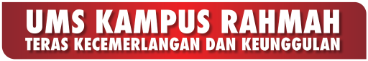 UMS KAMPUS RAHMAH
TERAS KECEMERLANGAN DAN KEUNGGULAN